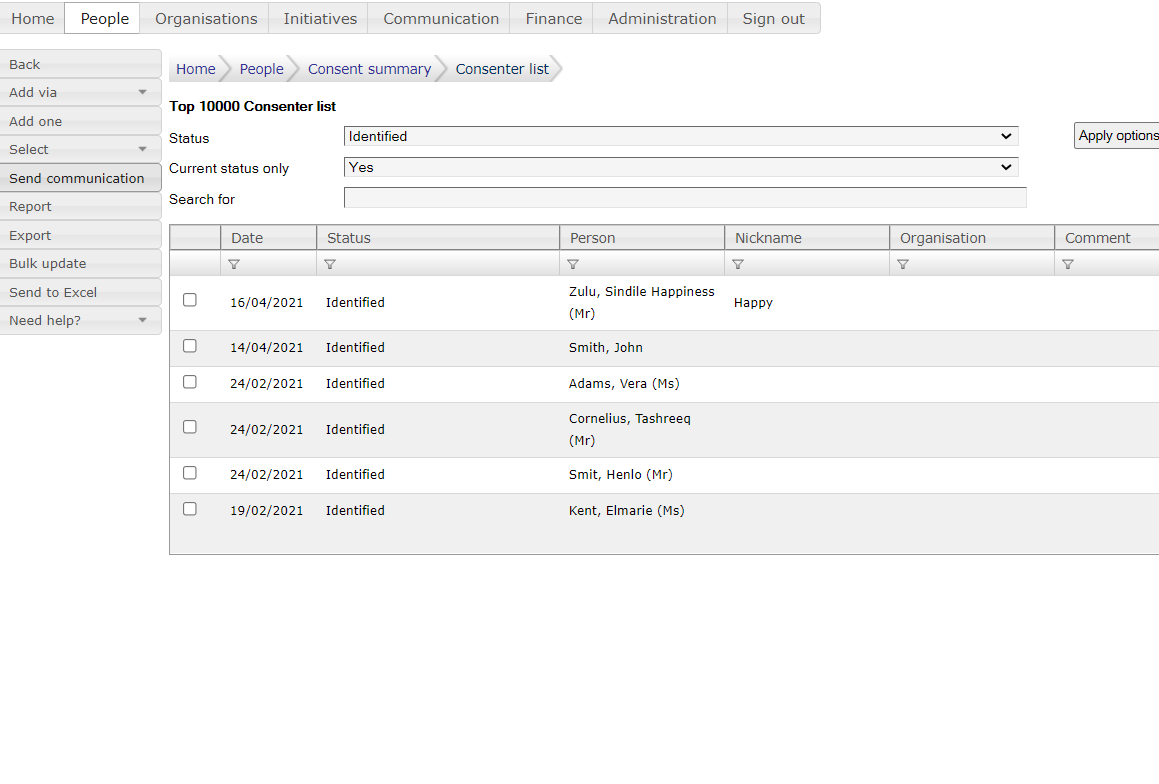 Home People Organisations Initiatives Communication Finance Administration Sign out
Back
Add via
Add one
Select
Send communication
Report
Export
Bulk update
Send to Excel
Need help?
Home People Consent summary Consenter list
Top 10000 Consenter list
Status Identified Apply options
Current status only Yes
Search for
Date Status Person Nickname Organisation Comment
16/04/2021 Identified Zulu, Sindile Happiness (Mr) Happy
14/04/2021 Identified Smith, John
24/02/2021 Identified Adams, Vera (Ms)
24/02/2021 Identified Cornelius, Tashreeq (Mr)
24/02/2021 Identified Smit, Henlo (Mr)
19/02/2021 Identified Kent, Elmarie (Ms)